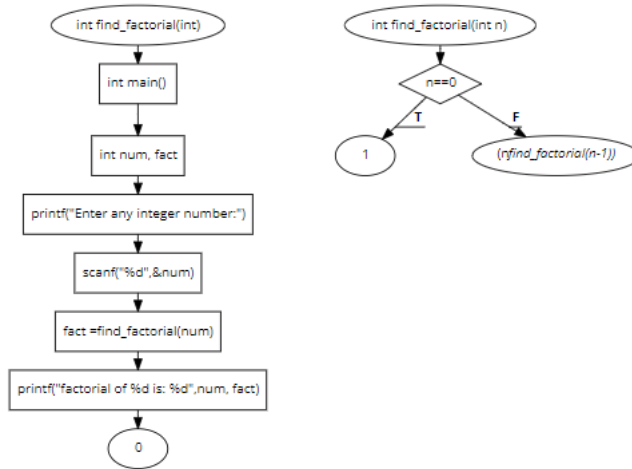 int find_factorial(int)
int main()
int num, fact
printf("Enter any integer number:")
scanf("%d",&num)
fact =find_factorial(num)
printf("factorial of %d is: %d",num, fact)
0
int find_factorial(int n)
n==0
T
F
1
(nfind_factorial(n-1))